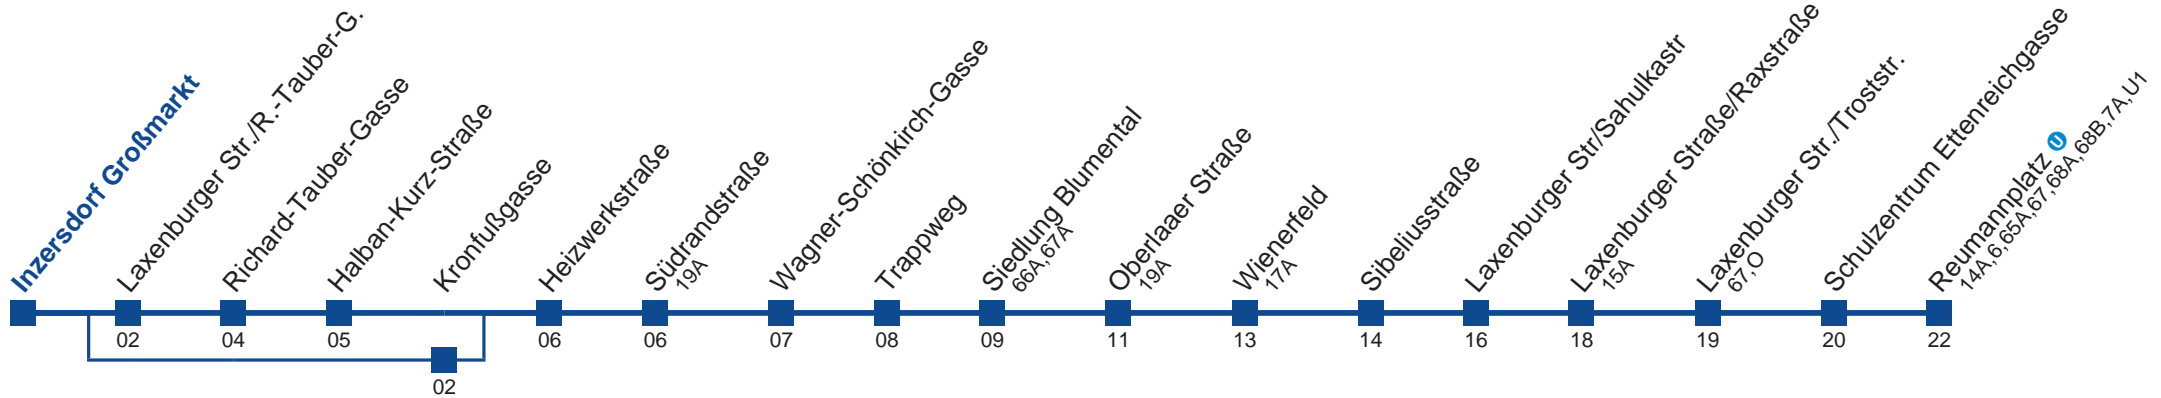 Inzersdorf Großmarkt
Laxenburger Str./R.-Tauber-G.
Richard-Tauber-Gasse
Halban-Kurz-Straße
Kronfußgasse
Heizwerkstraße
Südrandstraße
19A
Wagner-Schönkirch-Gasse
Trappweg
Siedlung Blumental
66A,67A
Oberlaaer Straße
19A
Wienerfeld
17A
Sibeliusstraße
Laxenburger Str/Sahulkastr
Laxenburger Straße/Raxstraße
15A
Laxenburger Str./Troststr.
67,O
Schulzentrum Ettenreichgasse
Reumannplatz U
14A,6,65A,67,68A,68B,7A,U1
02 04 05 06 06 07 08 09 11 13 14 16 18 19 20 22
02